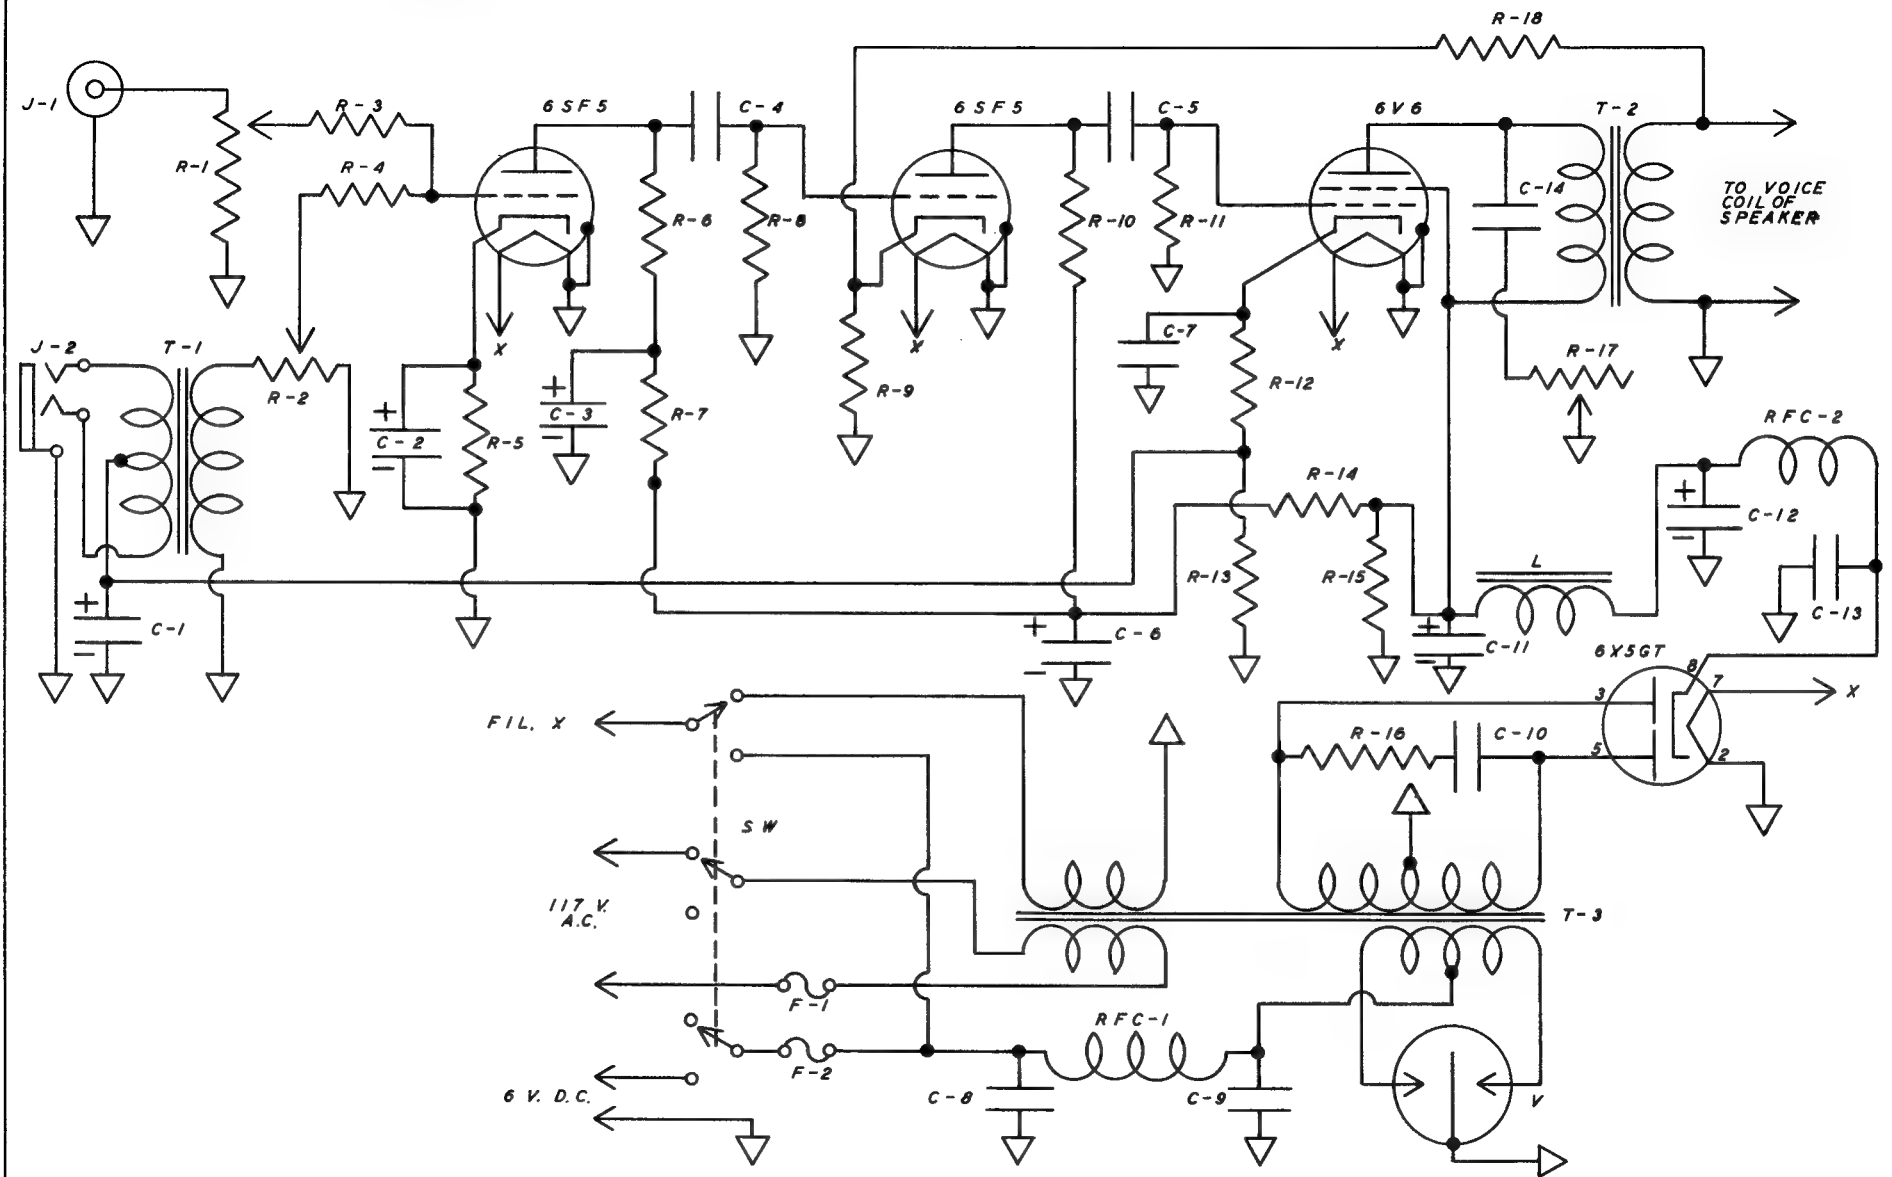 R-18
J-1
R-3
6SF5
C-4
6SF5
C-5
6V6
T-2
R-1
R-4
C-14
TO VOICE
COIL OF
SPEAKER
R-6
R-8
R-10
R-11
X
X
X
C-7
J-2
T-1
R-17
R-2
R-12
R-9
+
C-2
-
R-5
+
C-3
-
R-7
RFC-2
R-14
+
C-12
-
R-13
R-15
L
C-13
+
C-1
-
+
C-6
-
+
C-11
-
6X5GT
8
7
3
X
FIL. X
R-16
C-10
5
2
SW
117 V.
A.C.
T-3
F-1
RFC-1
F-2
6 V. D.C.
C-8
C-9
V